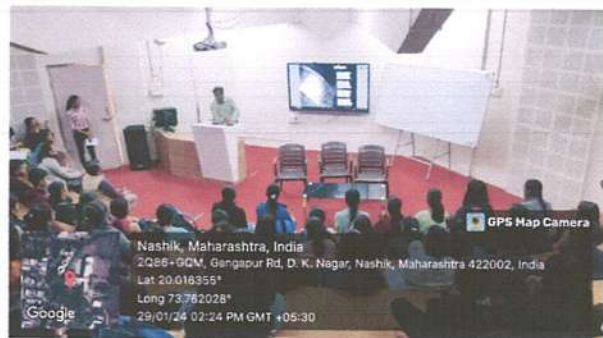 GPS Map Camera
Nashik, Maharashtra, India
2Q86+GQM, Gangapur Rd, D. K. Nagar, Nashik, Maharashtra 422002, India
Lat 20.016355°
Long 73.762028°
29/01/24 02:24 PM GMT +05:30
Google